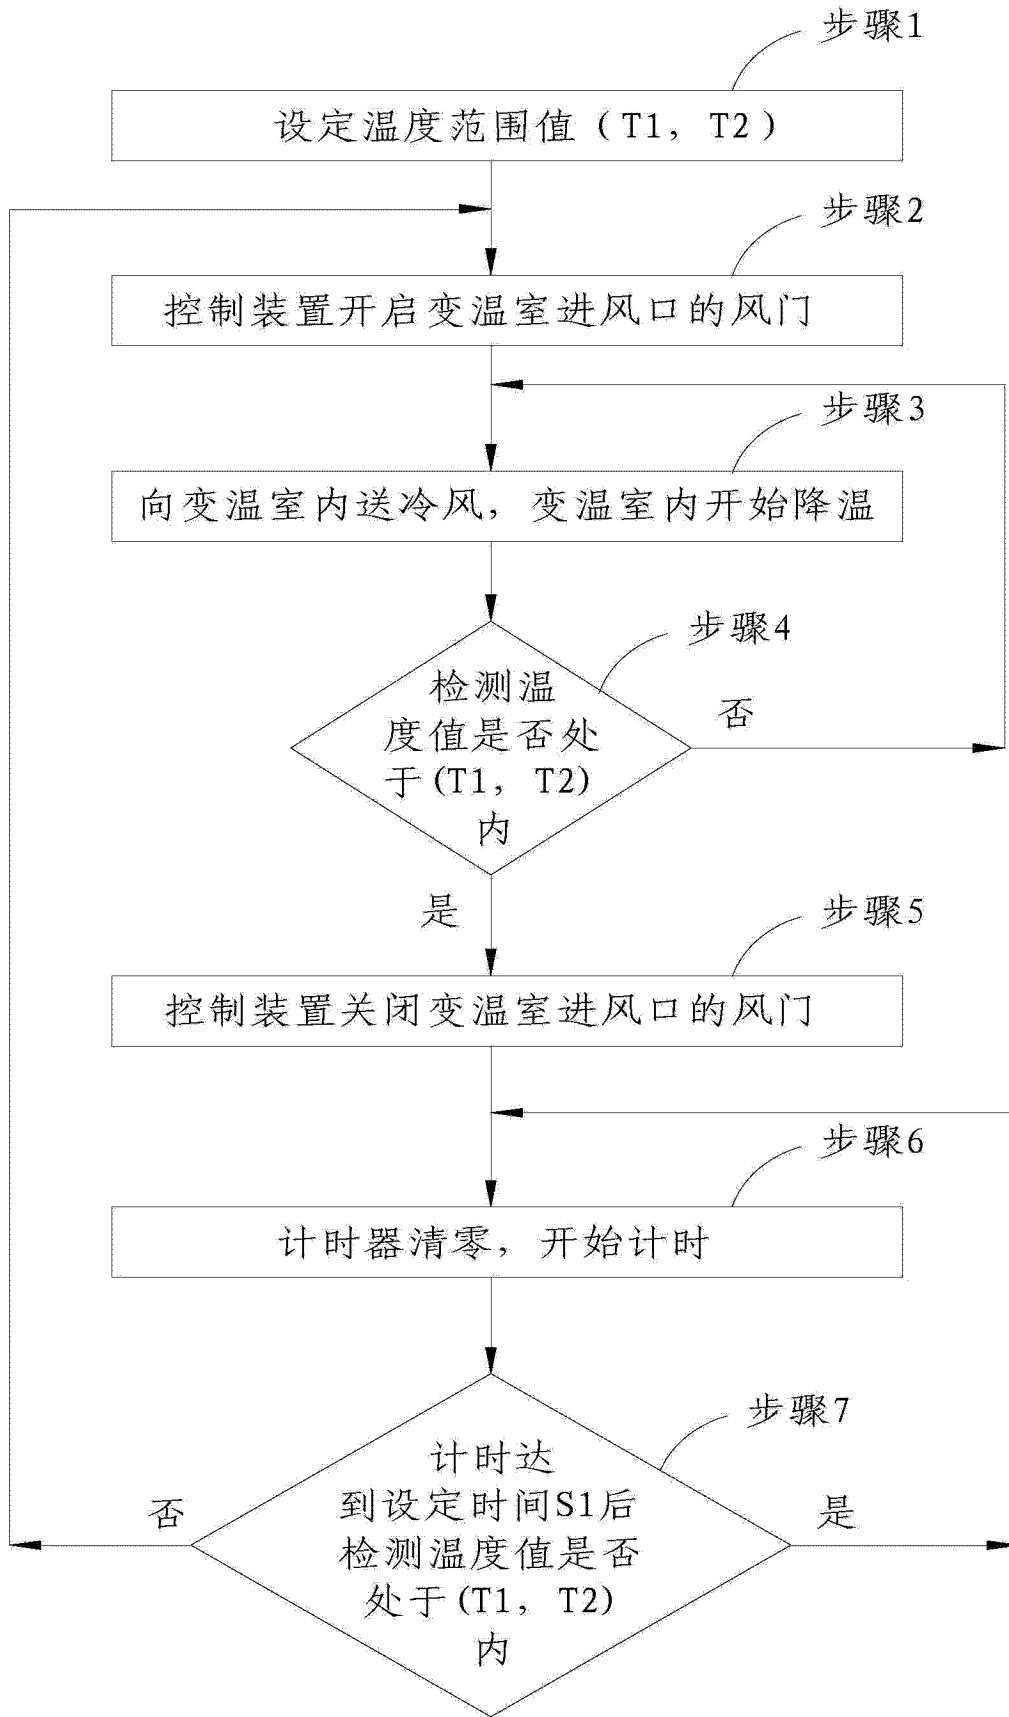 步骤1
设定温度范围值（T1，T2）
步骤2
控制装置开启变温室进风口的风门
步骤3
向变温室内送冷风，变温室内开始降温
步骤4
检测温
度值是否处
于(T1，T2)
内
否
是
步骤5
控制装置关闭变温室进风口的风门
步骤6
计时器清零，开始计时
步骤7
计时达
到设定时间S1后
检测温度值是否
处于(T1，T2)
内
否
是